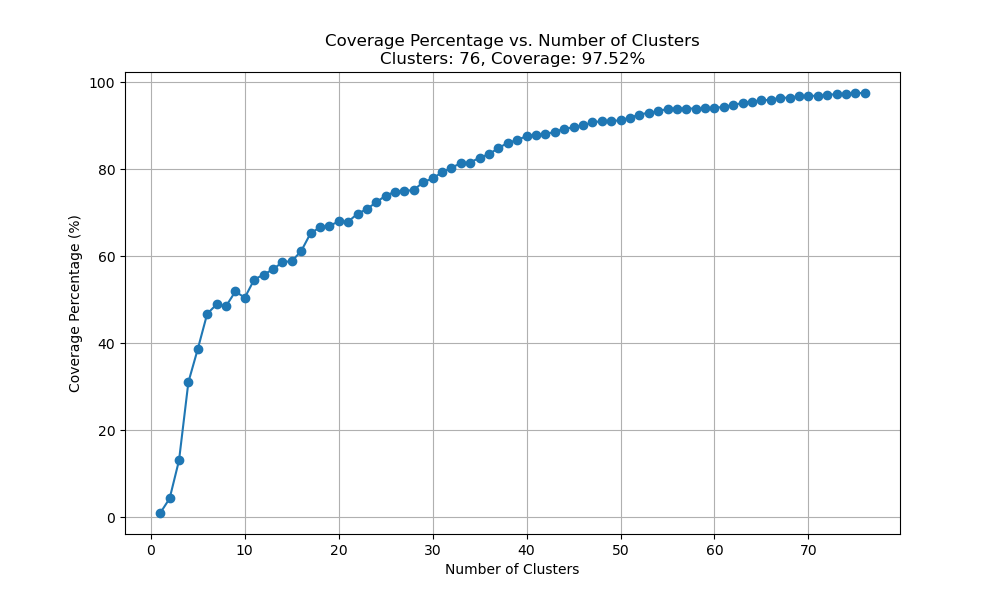 Coverage Percentage vs. Number of Clusters
Clusters: 76, Coverage: 97.52%
100
80
60
40
20
0
Coverage Percentage (%)
0 10 20 30 40 50 60 70
Number of Clusters